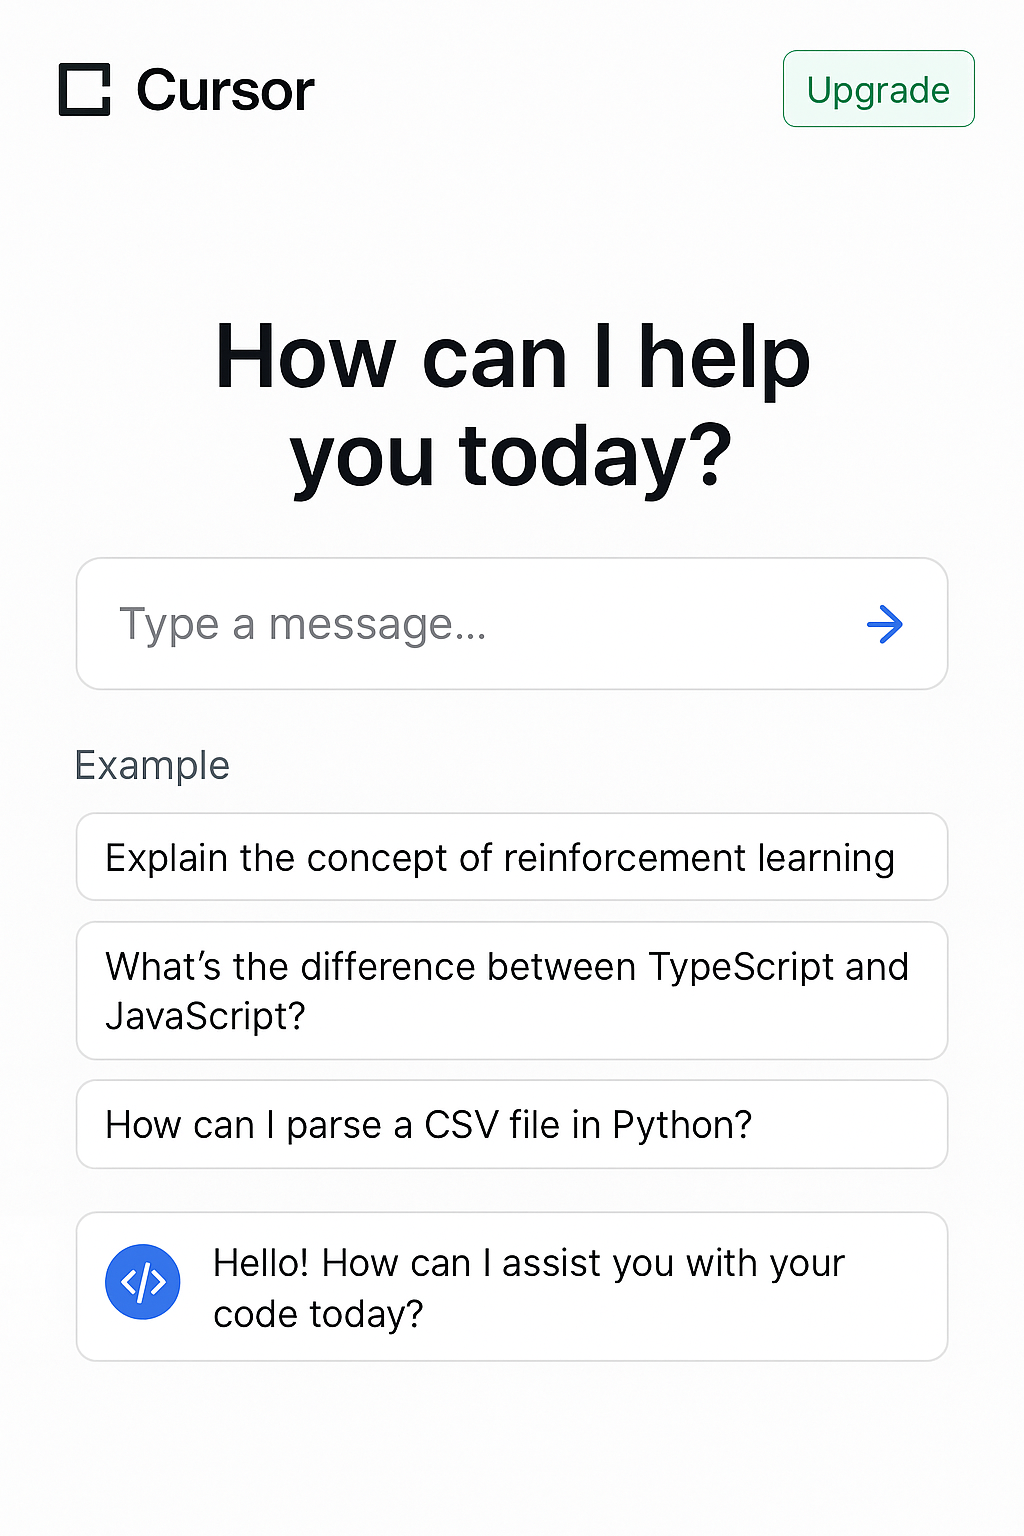 Cursor
Upgrade
How can I help
you today?
Type a message...
Example
Explain the concept of reinforcement learning
What’s the difference between TypeScript and
JavaScript?
How can I parse a CSV file in Python?
</> Hello! How can I assist you with your
code today?